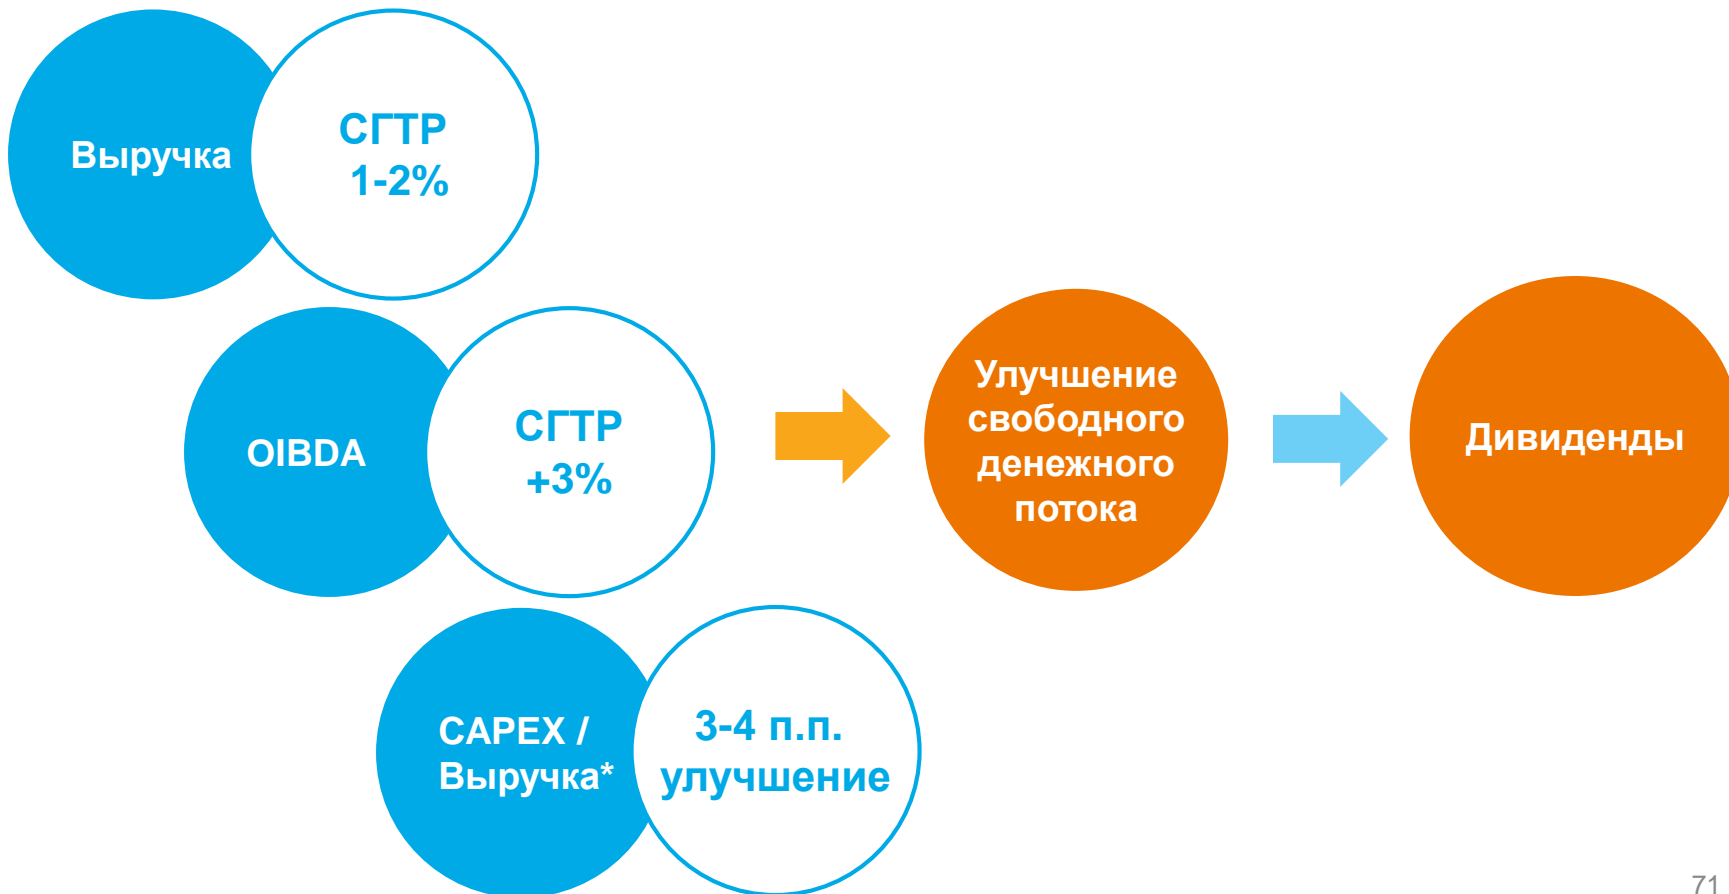 Выручка
СГТР
1-2%
OIBDA
СГТР
+3%
CAPEX /
Выручка*
3-4 п.п.
улучшение
Улучшение
свободного
денежного
потока
Дивиденды
71